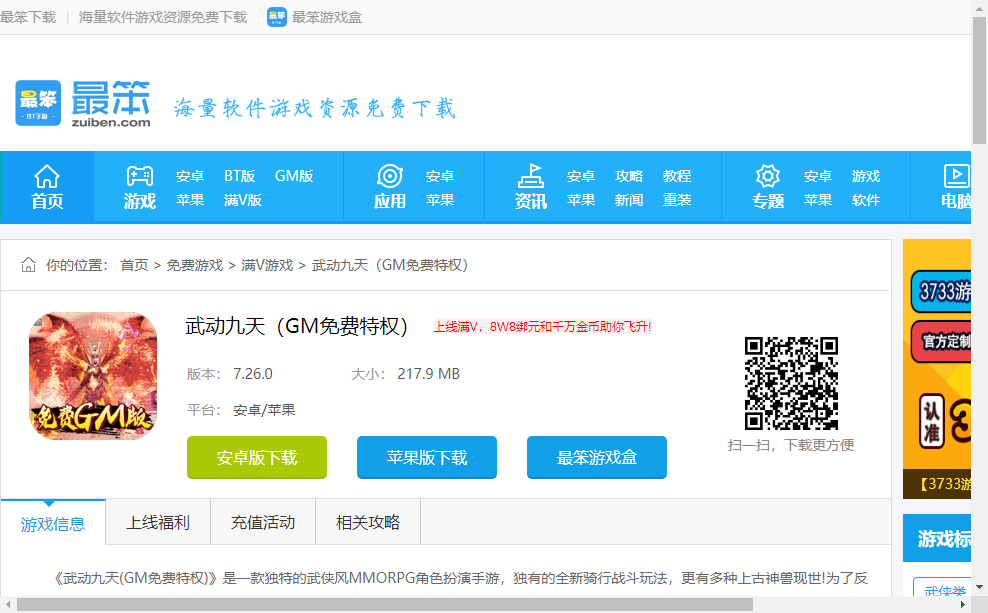 最笨下载 | 海量软件游戏资源免费下载 最笨游戏盒
最笨 zuiben.com 海量软件游戏资源免费下载
首页
游戏 安卓 BT版 GM版 苹果 满V版
应用 安卓 苹果
资讯 安卓 攻略 教程 苹果 新闻 重装
专题 安卓 游戏 苹果 软件
电脑
你的位置： 首页 > 免费游戏 > 满V游戏 > 武动九天（GM免费特权）
免费GM版
武动九天（GM免费特权） 上线满V，8W8绑元和千万金币助你飞升!
版本： 7.26.0 大小： 217.9 MB
平台： 安卓/苹果
安卓版下载 苹果版下载 最笨游戏盒
扫一扫，下载更方便
3733游
官方定制
认准 3
【3733游
游戏信息 上线福利 充值活动 相关攻略
游戏标
《武动九天(GM免费特权)》是一款独特的武侠风MMORPG角色扮演手游，独有的全新骑行战斗玩法，更有多种上古神兽现世!为了反
武侠类